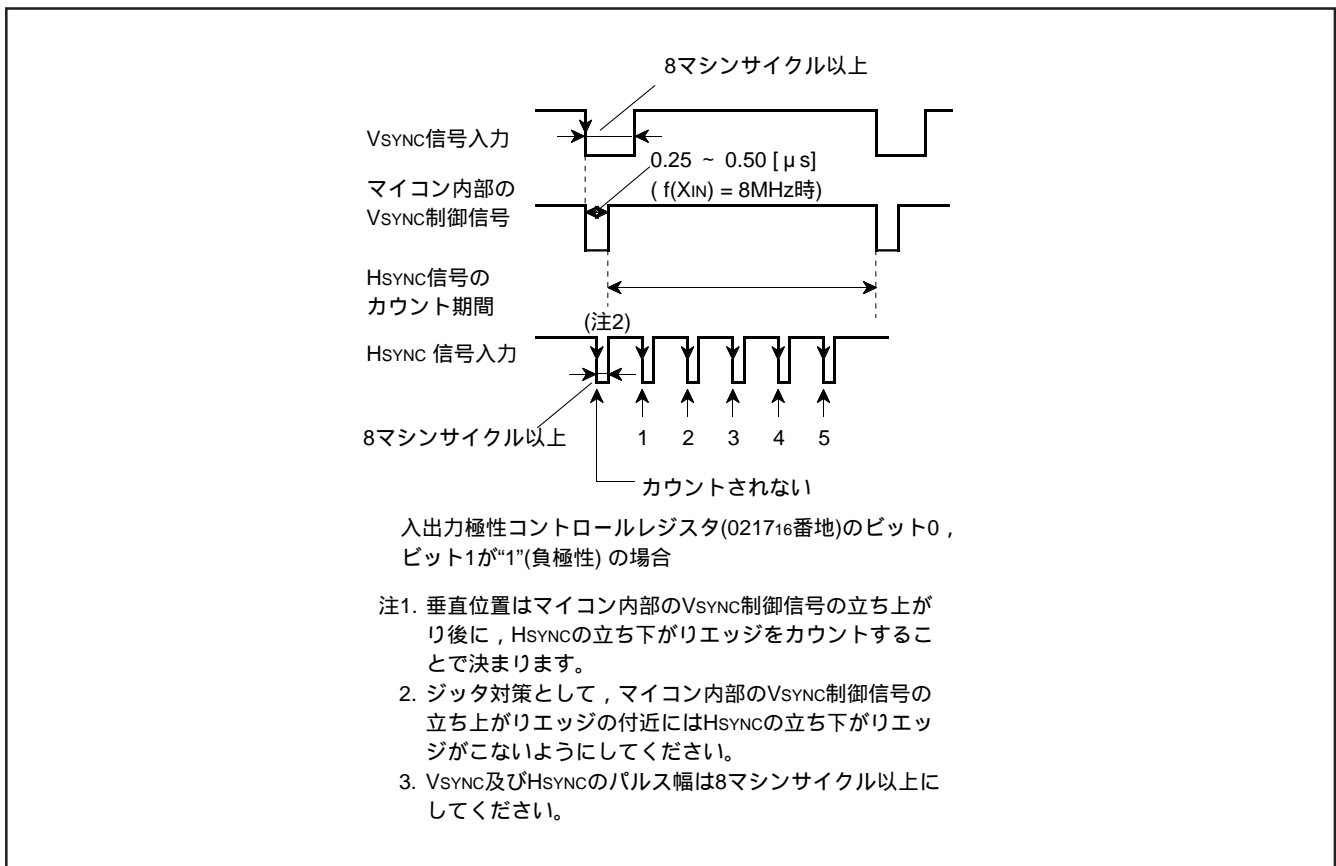 8マシンサイクル以上
VSYNC信号入力
0.25 ~ 0.50 [μs]
( f(XIN) = 8MHz時)
マイコン内部の
VSYNC制御信号
HSYNC信号の
カウント期間
(注2)
HSYNC 信号入力
8マシンサイクル以上
1 2 3 4 5
カウントされない
入出力極性コントロールレジスタ(021716番地)のビット0 ,
ビット1が“1”(負極性) の場合
注1. 垂直位置はマイコン内部のVSYNC制御信号の立ち上が
り後に , HSYNCの立ち下がりエッジをカウントするこ
とで決まります。
2. ジッタ対策として , マイコン内部のVSYNC制御信号の
立ち上がりエッジの付近にはHSYNCの立ち下がりエッ
ジがこないようにしてください。
3. VSYNC及びHSYNCのパルス幅は8マシンサイクル以上に
してください。